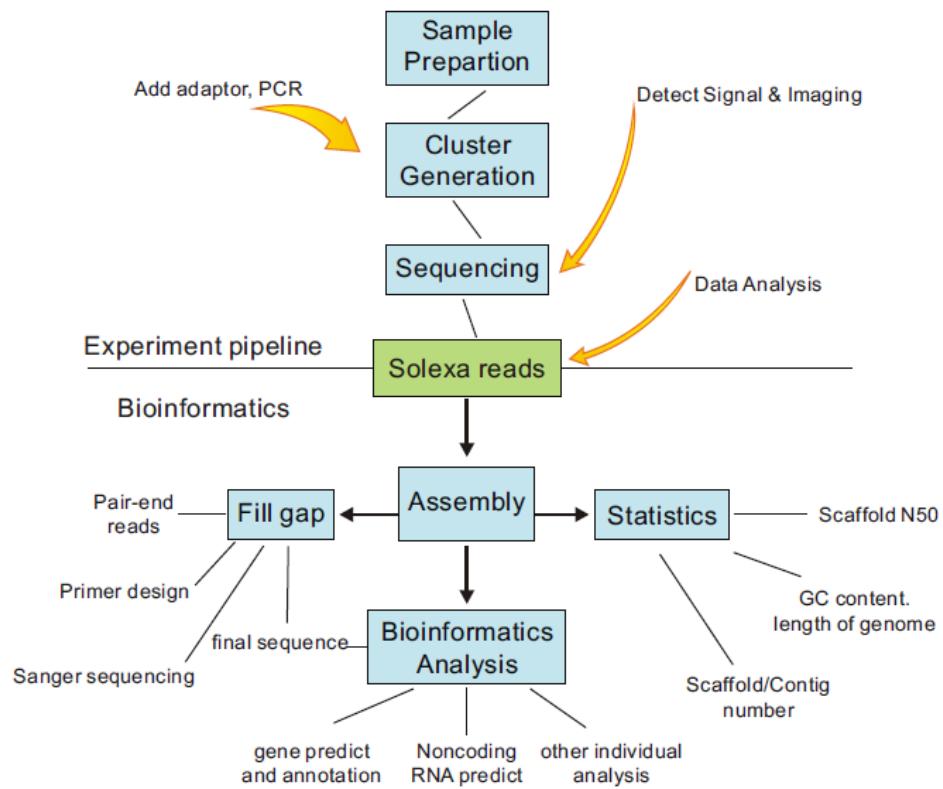 Sample
Prepartion
Add adaptor, PCR
Detect Signal & Imaging
Cluster
Generation
Sequencing
Data Analysis
Experiment pipeline
Solexa reads
Bioinformatics
Pair-end
reads
Fill gap
Assembly
Statistics
Scaffold N50
Primer design
GC content.
length of genome
final sequence
Bioinformatics
Analysis
Sanger sequencing
Scaffold/Contig
number
gene predict
and annotation
Noncoding
RNA predict
other individual
analysis